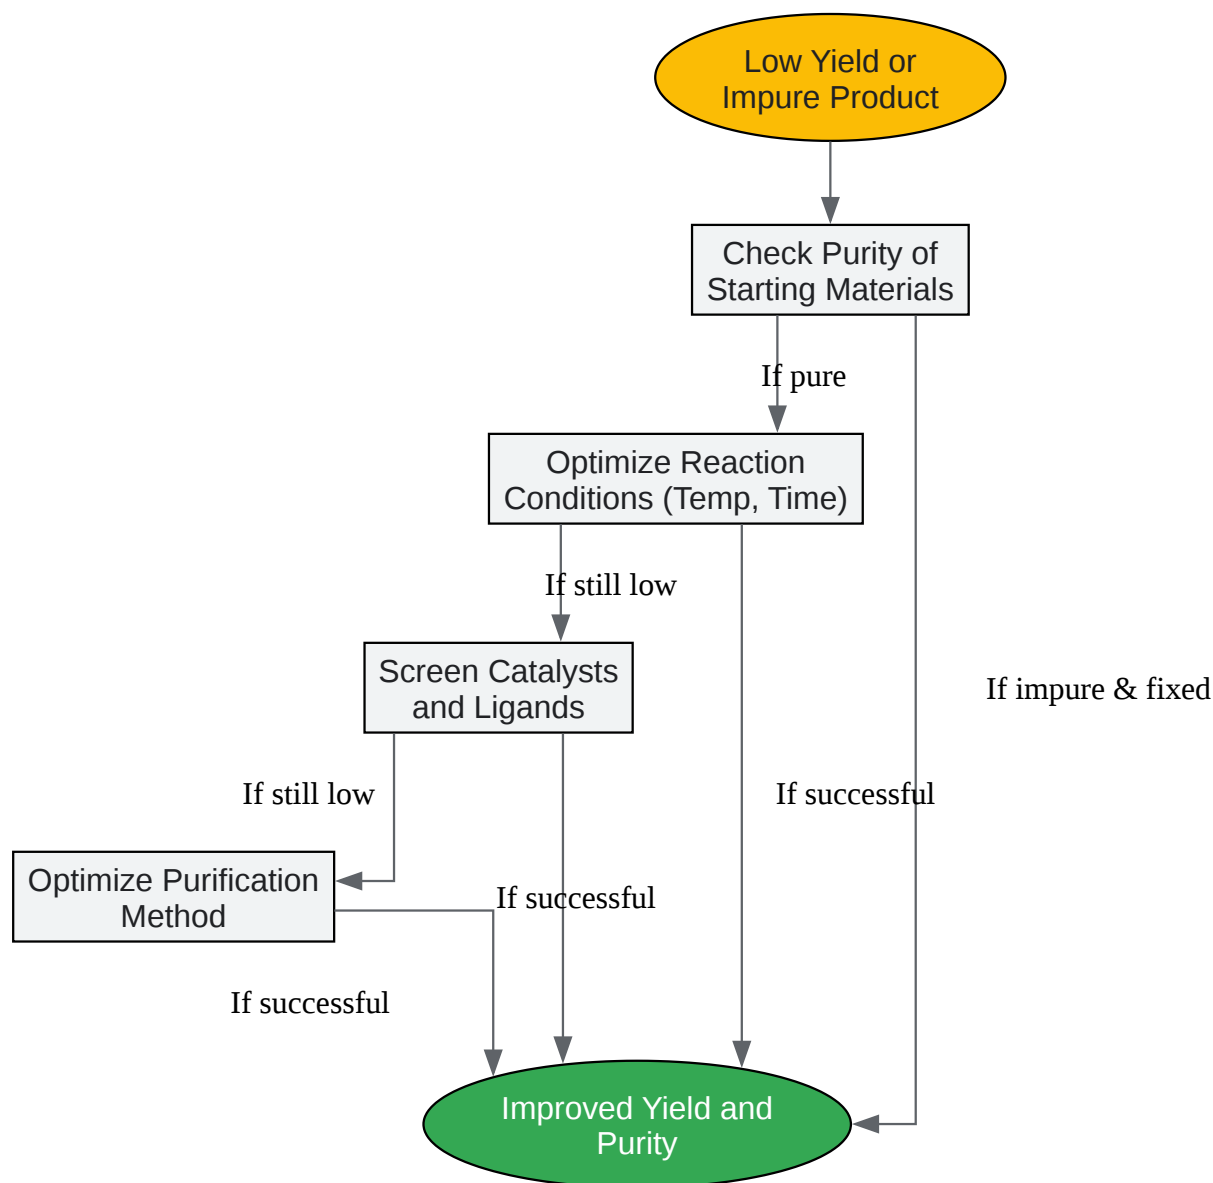 Low Yield or
Impure Product
Check Purity of
Starting Materials
If pure
Optimize Reaction
Conditions (Temp, Time)
If still low
Screen Catalysts
and Ligands
If impure & fixed
If still low
If successful
Optimize Purification
Method
If successful
If successful
Improved Yield and
Purity